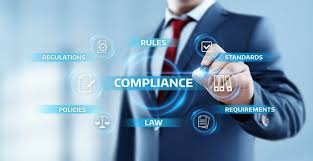 RULES
REGULATIONS
STANDARDS
COMPLIANCE
POLICIES
REQUIREMENTS
LAW